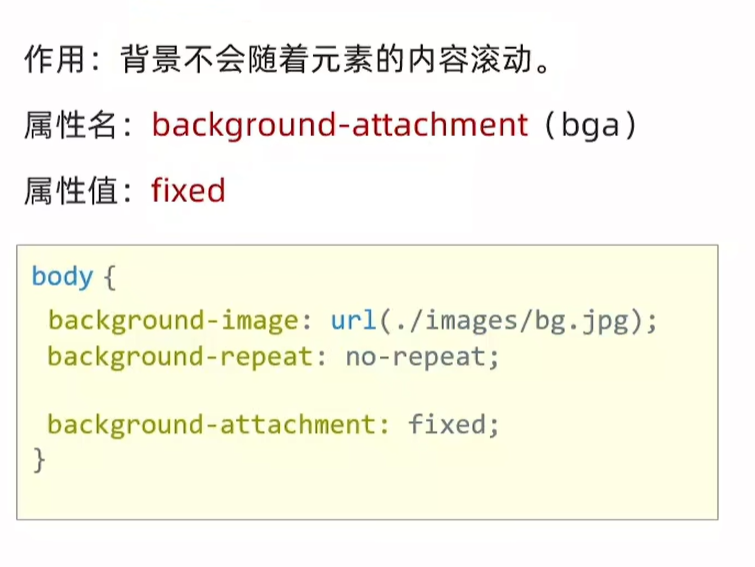 作用：背景不会随着元素的内容滚动。
属性名：background-attachment（bga）
属性值：fixed
body {
background-image: url(./images/bg.jpg);
background-repeat: no-repeat;
background-attachment: fixed;
}